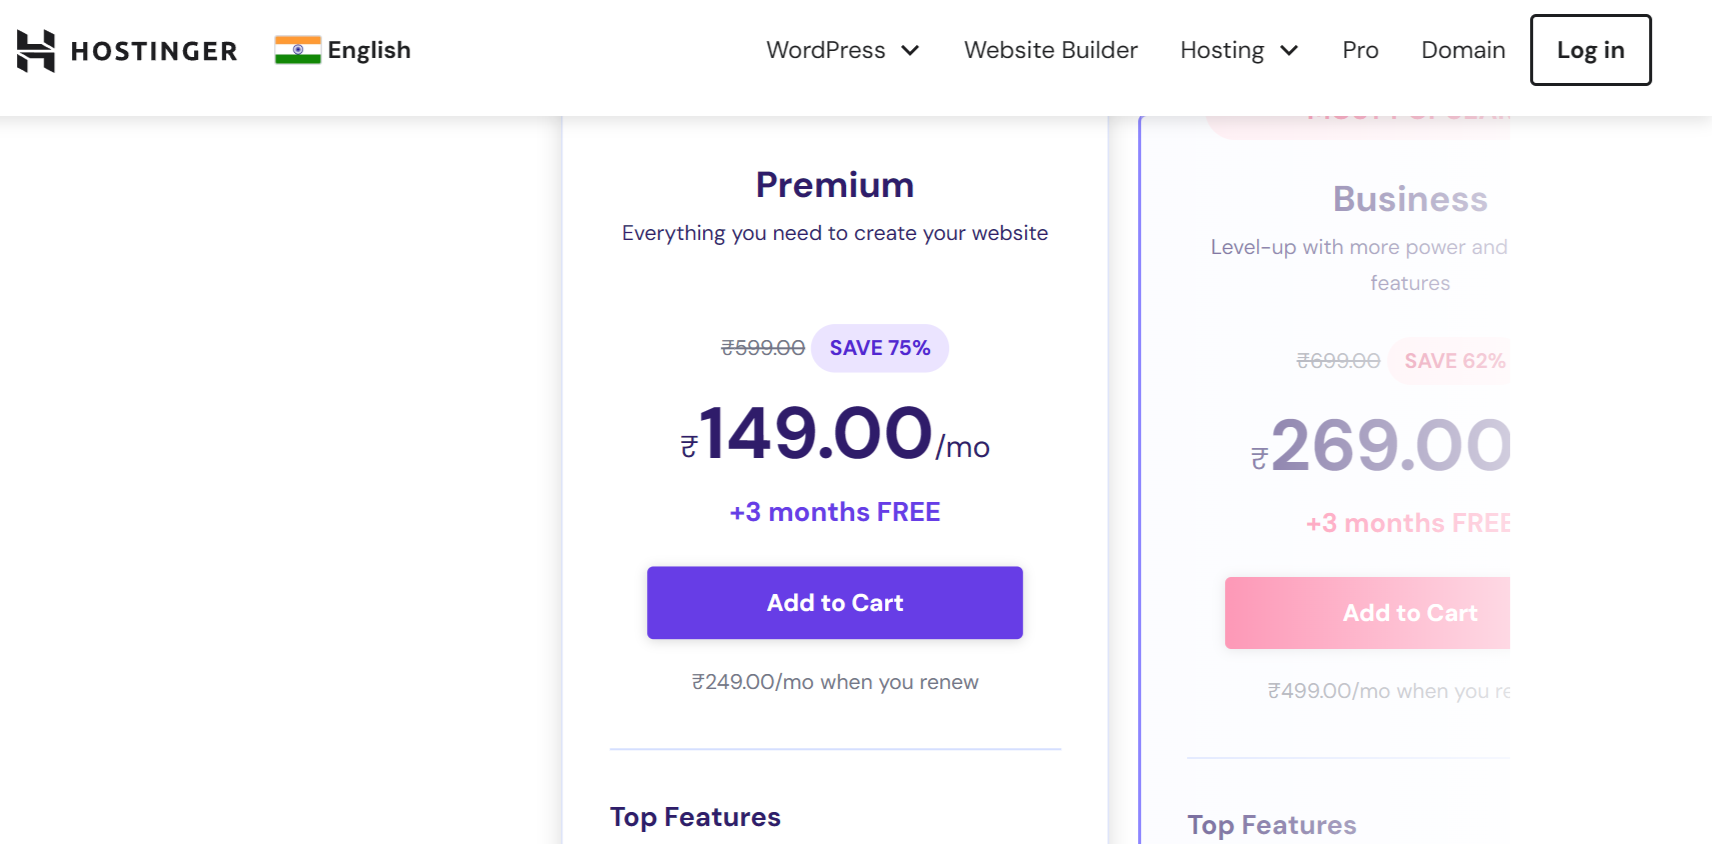 HOSTINGER English WordPress Website Builder Hosting Pro Domain Log in
Premium
Everything you need to create your website
₹599.00 SAVE 75%
₹149.00/mo
+3 months FREE
Add to Cart
₹249.00/mo when you renew
Top Features
Business
Level-up with more power and
features
₹699.00 SAVE 62%
₹269.00
+3 months FREE
Add to Cart
₹499.00/mo when you
Top Features